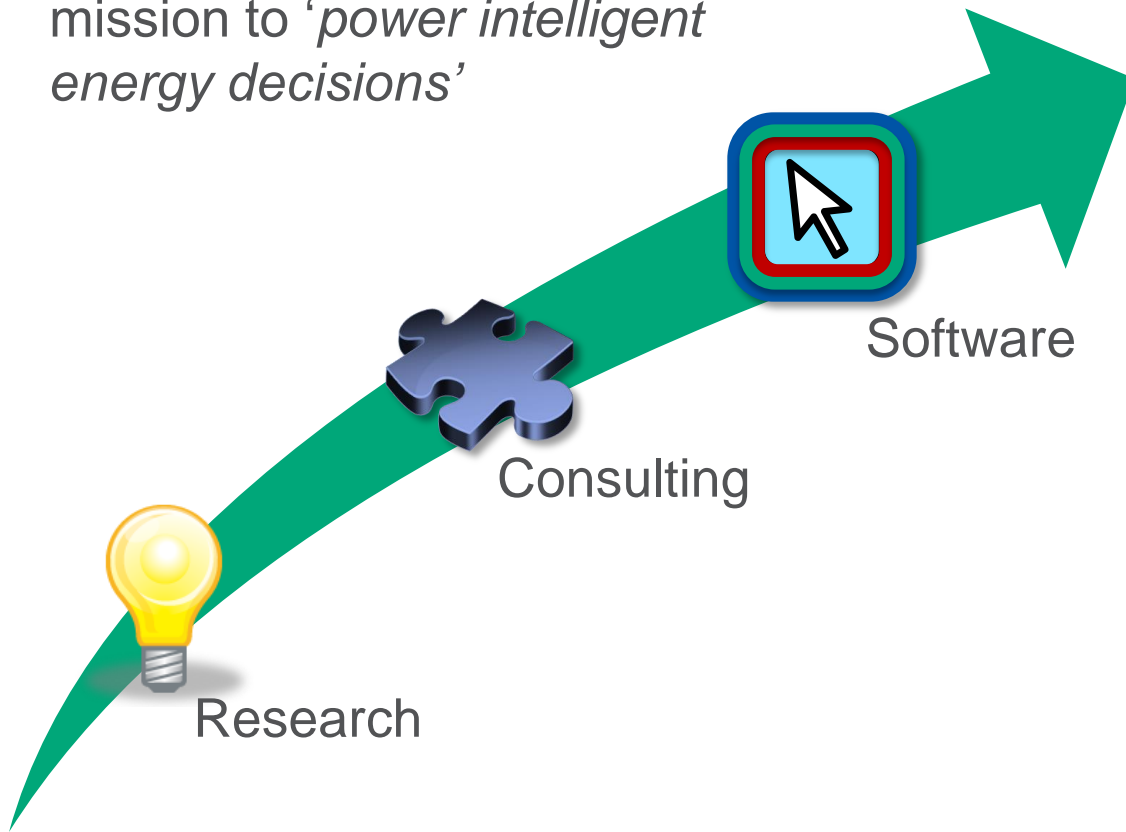 mission to ‘power intelligent
energy decisions’
Software
Consulting
Research